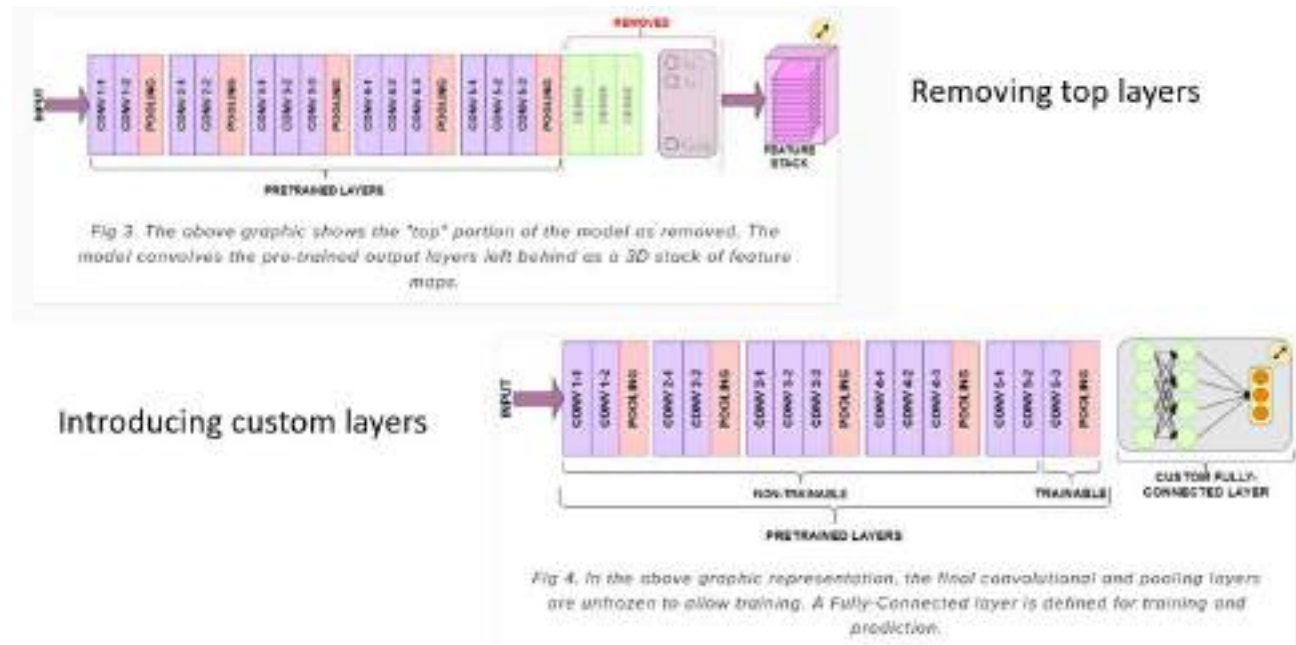 REMOVED
INPUT
CONV 1-1
CONV 1-2
POOLING
CONV 2-1
CONV 2-2
POOLING
CONV 3-1
CONV 3-2
CONV 3-3
POOLING
CONV 4-1
CONV 4-2
CONV 4-3
POOLING
CONV 5-1
CONV 5-2
CONV 5-3
POOLING
DENSE
DENSE
DENSE
FEATURE
STACK
PRETRAINED LAYERS
Removing top layers
Fig 3. The above graphic shows the "top" portion of the model as removed. The
model convolves the pre-trained output layers left behind as a 3D stack of feature
maps.
Introducing custom layers
INPUT
CONV 1-1
CONV 1-2
POOLING
CONV 2-1
CONV 2-2
POOLING
CONV 3-1
CONV 3-2
CONV 3-3
POOLING
CONV 4-1
CONV 4-2
CONV 4-3
POOLING
CONV 5-1
CONV 5-2
CONV 5-3
POOLING
NON-TRAINABLE
TRAINABLE
CUSTOM FULLY-
CONNECTED LAYER
PRETRAINED LAYERS
Fig 4. In the above graphic representation, the final convolutional and pooling layers
are unfrozen to allow training. A Fully-Connected layer is defined for training and
prediction.